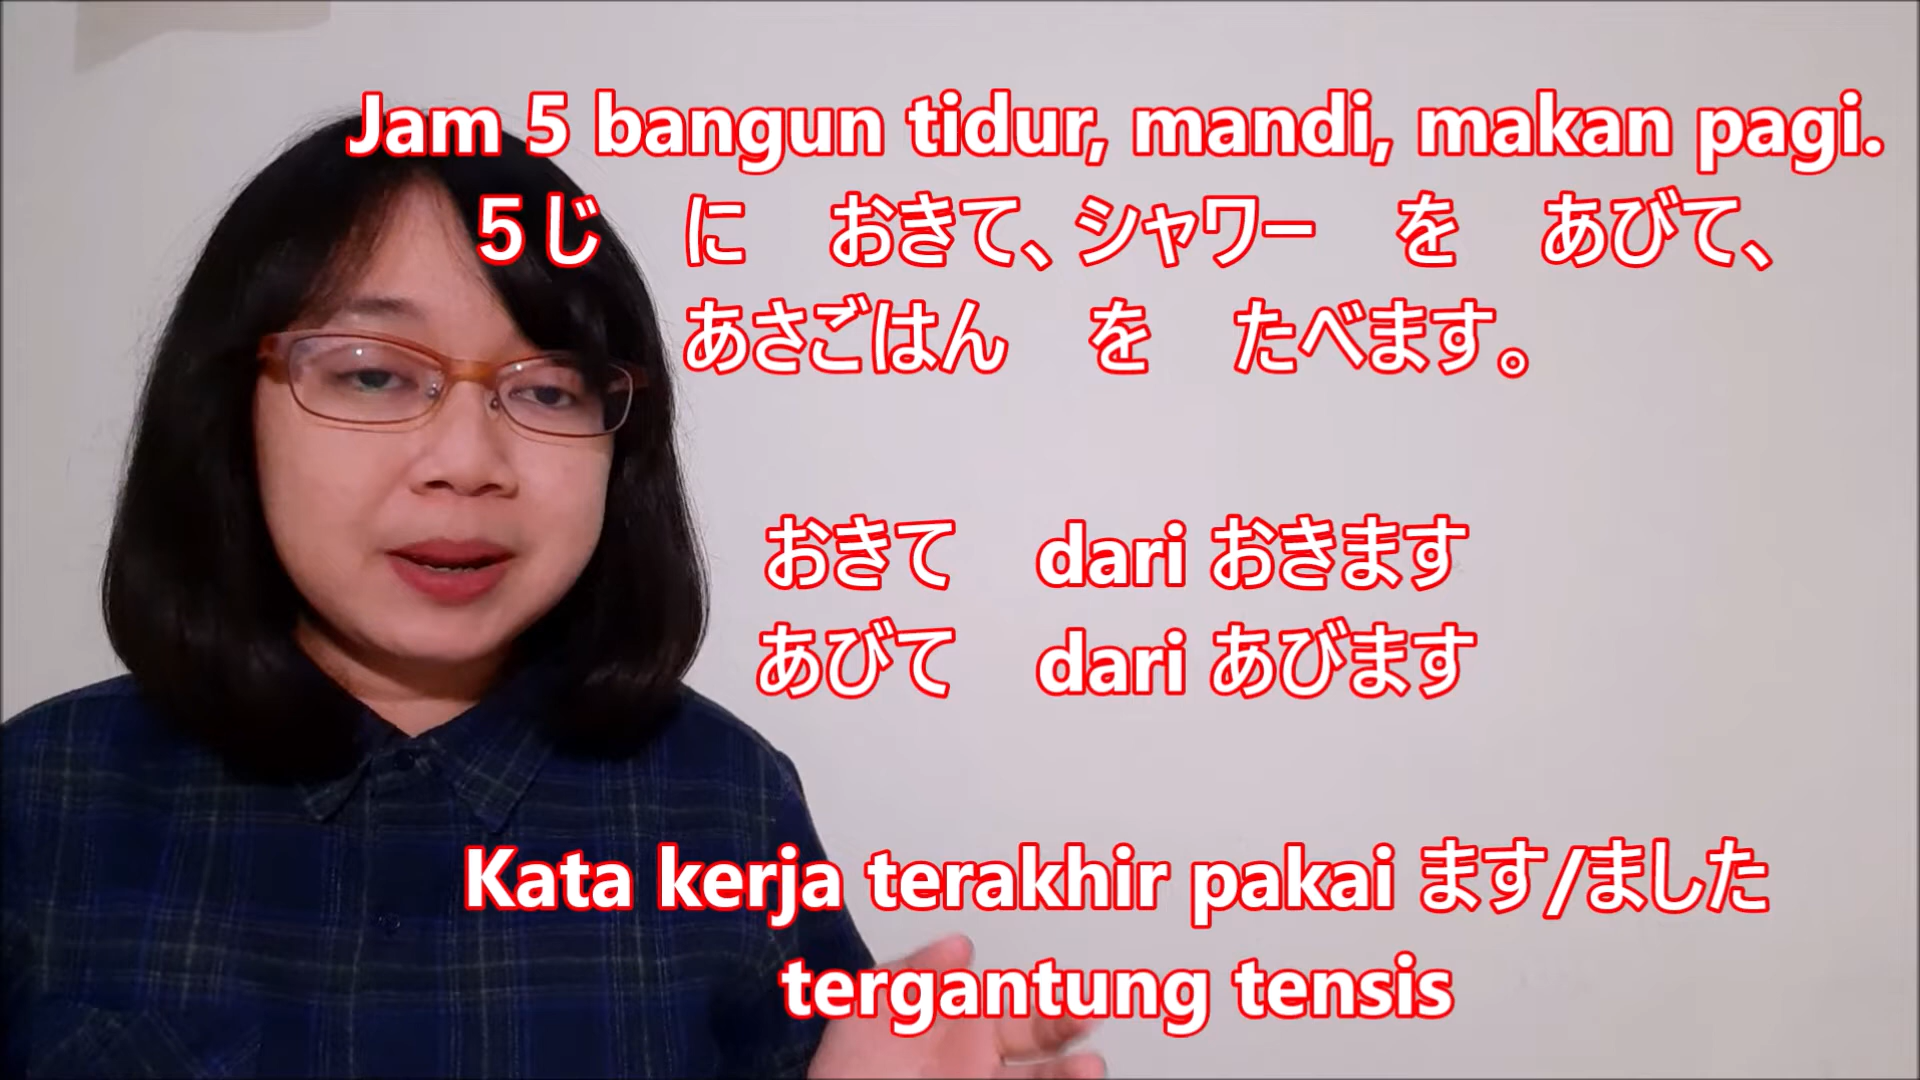 Jam 5 bangun tidur, mandi, makan pagi.
５じ　に　おきて、シャワー　を　あびて、
あさごはん　を　たべます。
おきて　dari おきます
あびて　dari あびます
Kata kerja terakhir pakai ます/ました
tergantung tensis